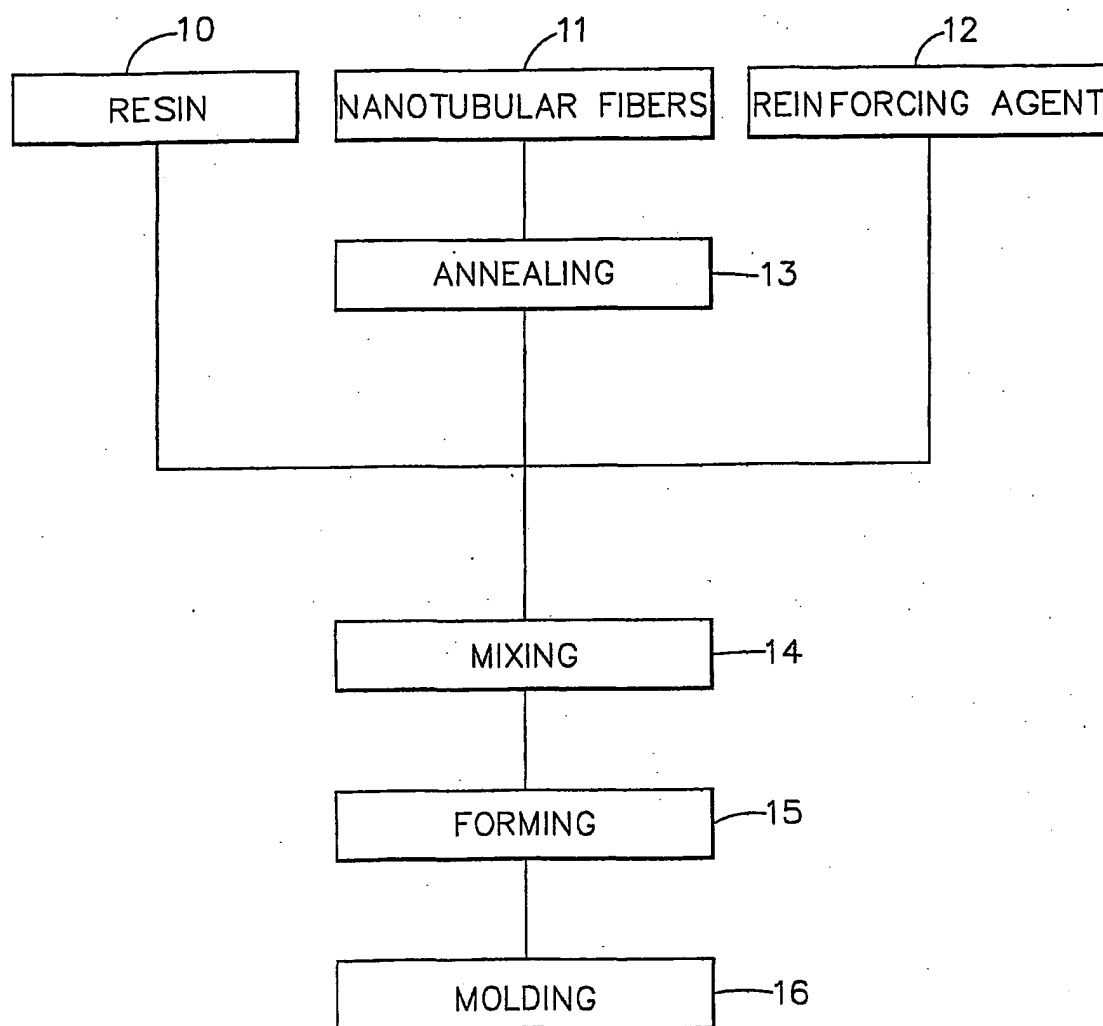 10
11
12
RESIN
NANOTUBULAR FIBERS
REINFORCING AGENT
ANNEALING
13
MIXING
14
FORMING
15
MOLDING
16